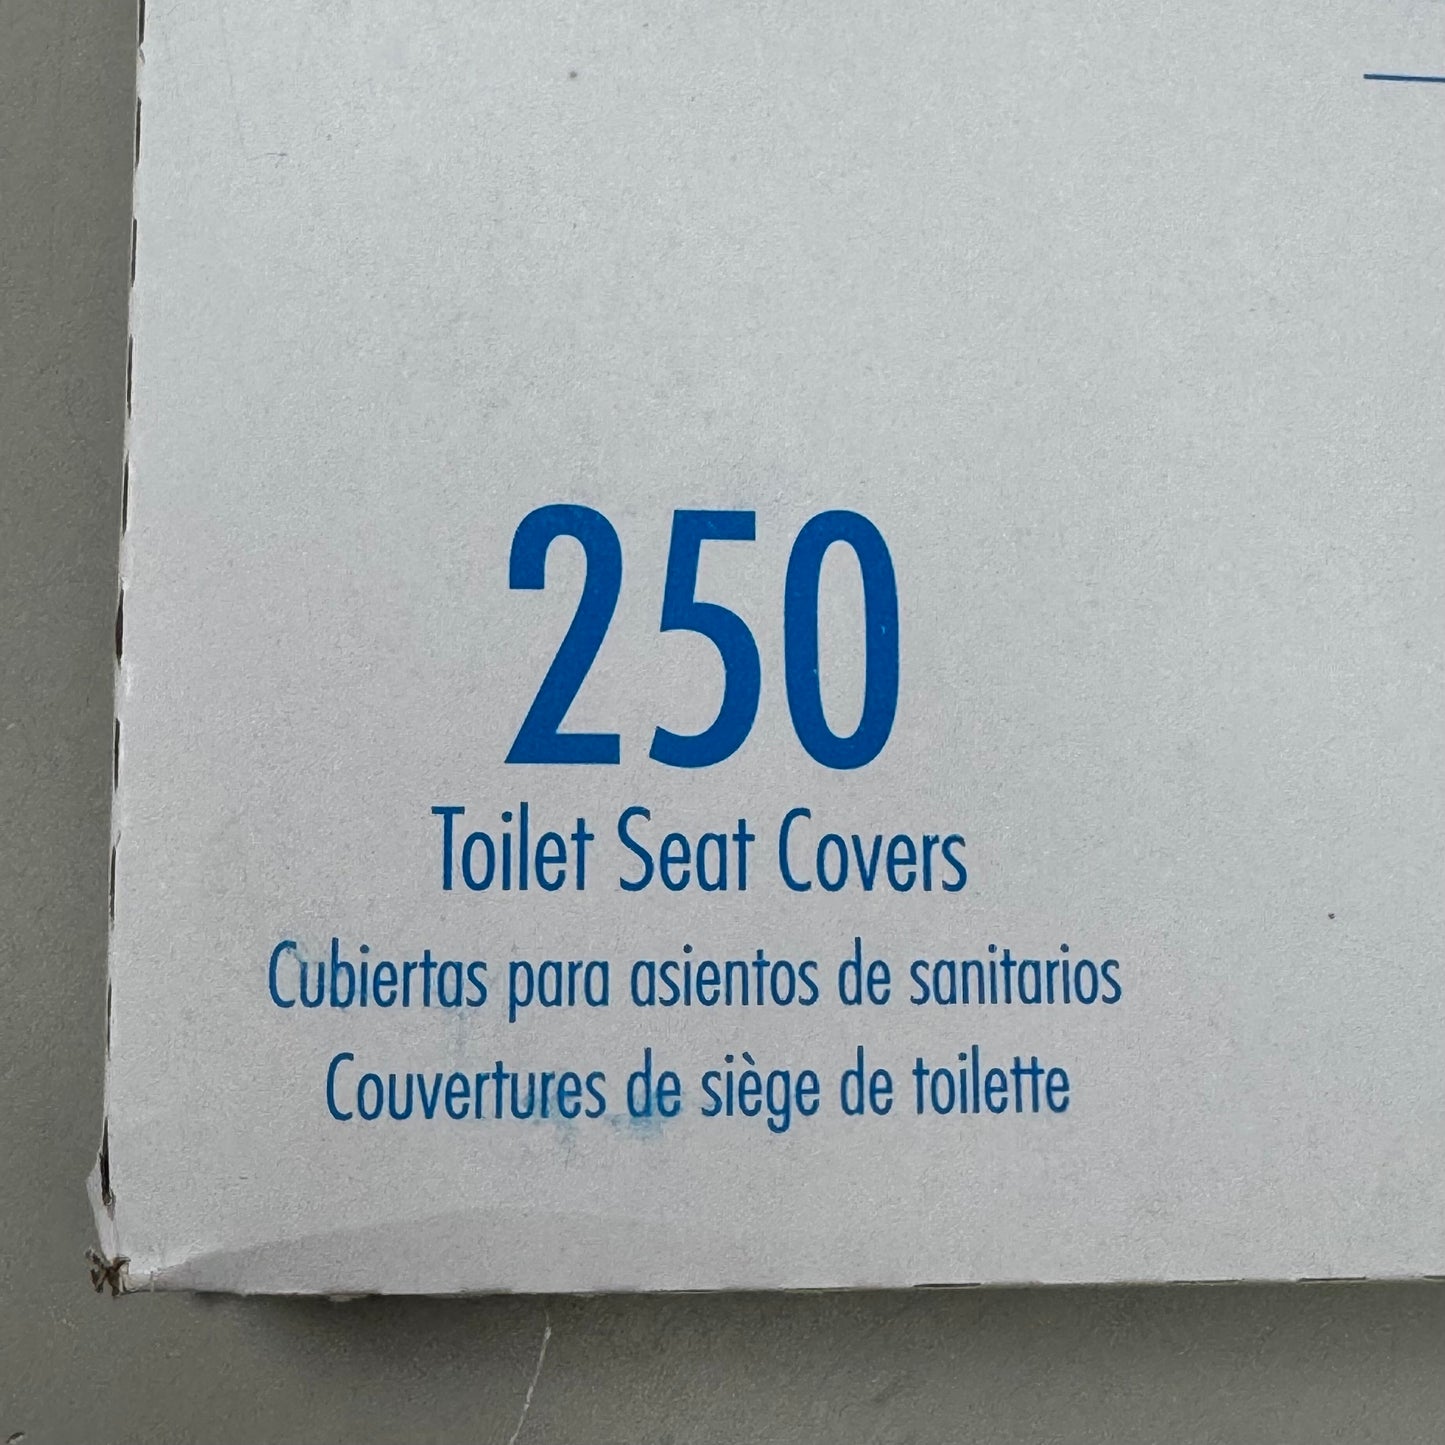 250
Toilet Seat Covers
Cubiertas para asientos de sanitarios
Couvertures de siège de toilette